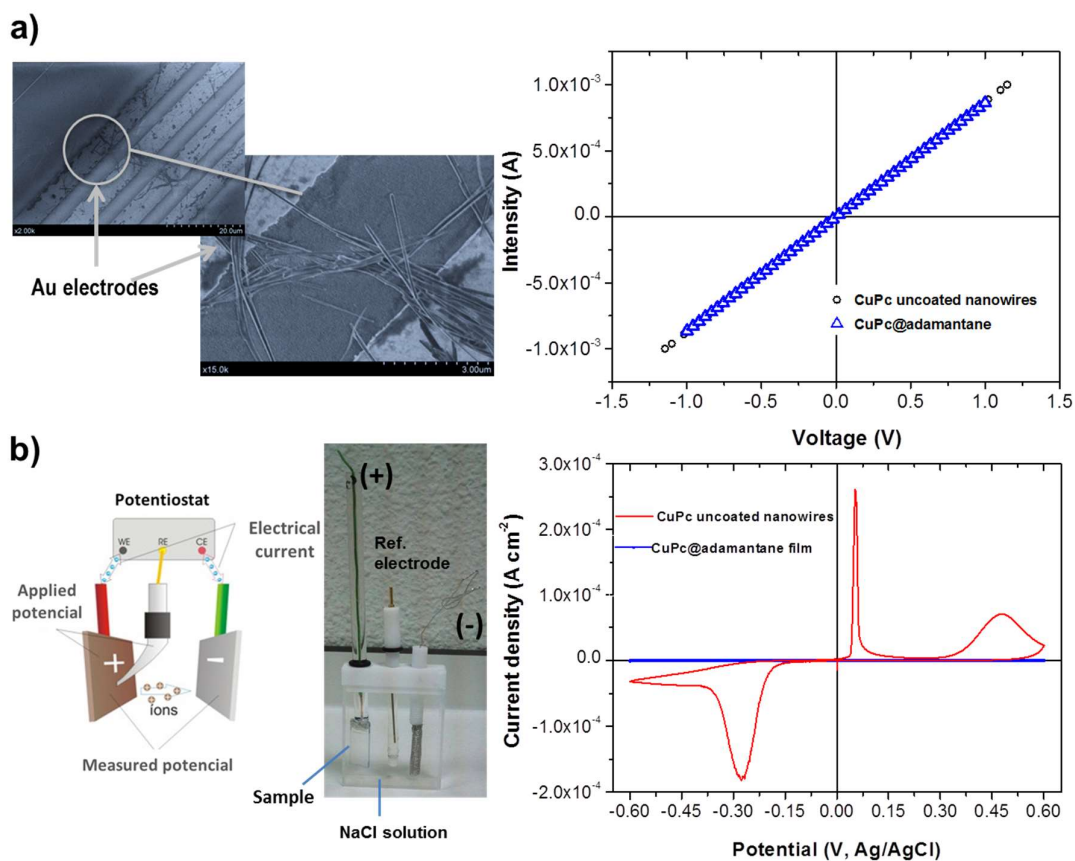 a)
x2.00k
20.0um
x15.0k
3.00um
Au electrodes
Intensity (A)
1.0x10⁻³
5.0x10⁻⁴
0.0
-5.0x10⁻⁴
-1.0x10⁻³
CuPc uncoated nanowires
CuPc@adamantane
-1.5 -1.0 -0.5 0.0 0.5 1.0 1.5
Voltage (V)
b)
Potentiostat
WE RE CE
Electrical
current
Applied
potencial
+
-
ions
Measured potencial
(+)
Ref.
electrode
(-)
Sample
NaCl solution
Current density (A cm⁻²)
3.0x10⁻⁴
2.0x10⁻⁴
1.0x10⁻⁴
0.0
-1.0x10⁻⁴
-2.0x10⁻⁴
CuPc uncoated nanowires
CuPc@adamantane film
-0.60 -0.45 -0.30 -0.15 0.00 0.15 0.30 0.45 0.60
Potential (V, Ag/AgCl)